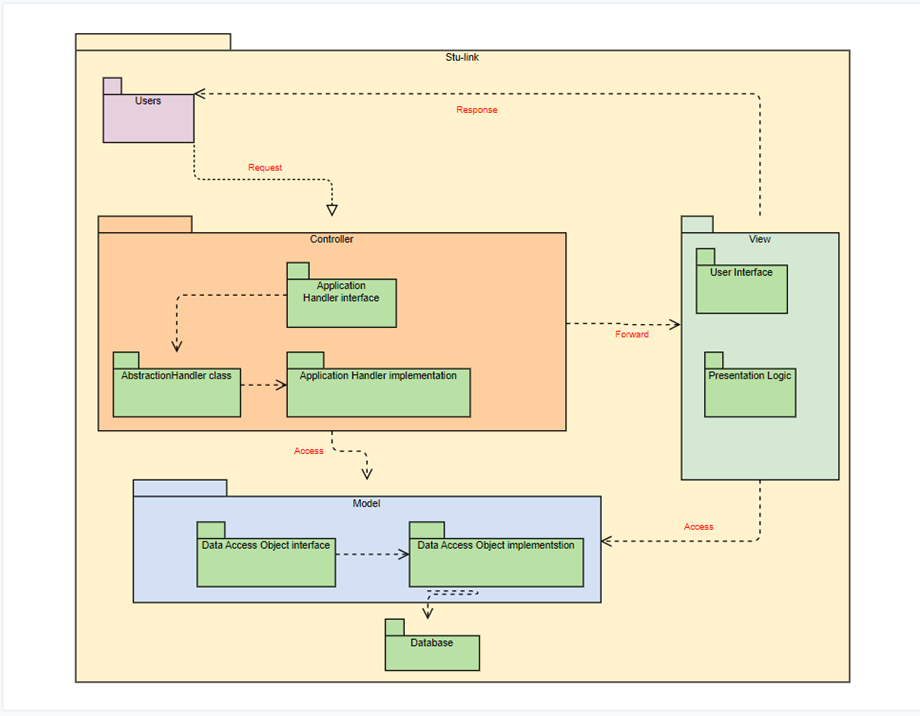 Stu-link
Users
Response
Request
Controller
View
Application
Handler interface
User Interface
Forward
AbstractionHandler class
Application Handler implementation
Presentation Logic
Access
Model
Access
Data Access Object interface
Data Access Object implementstion
Database